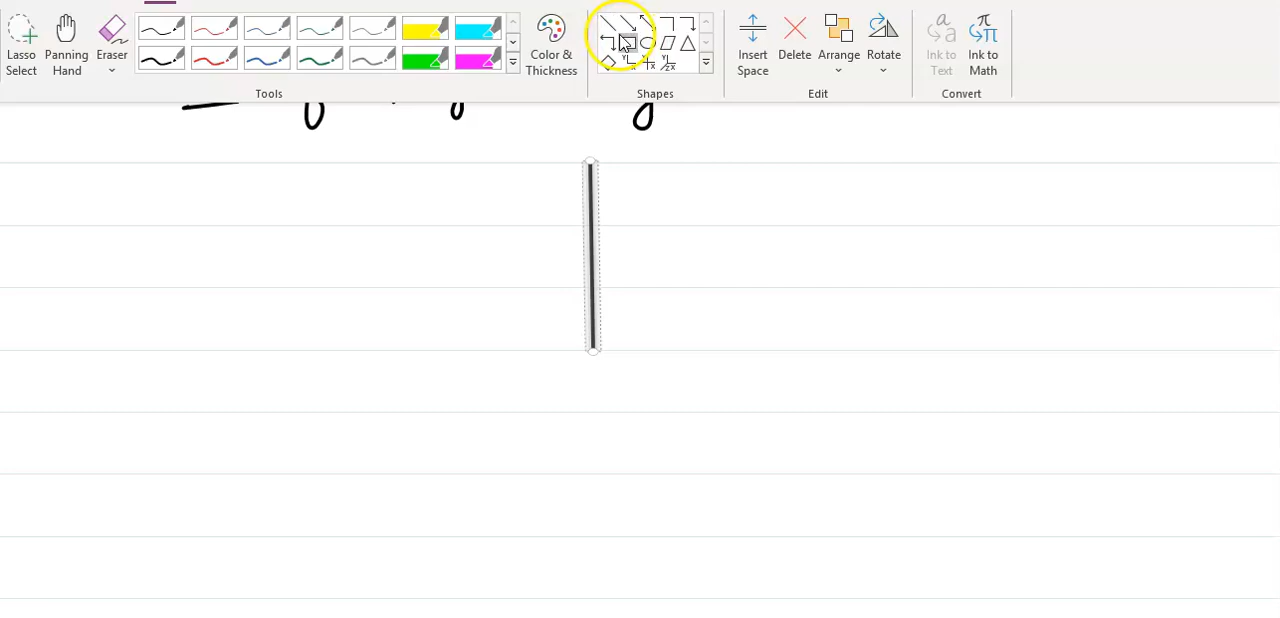 Lasso Select
Panning Hand
Eraser
Color & Thickness
Insert Space
Delete
Arrange
Rotate
Ink to Text
Ink to Math
Tools
Shapes
Edit
Convert